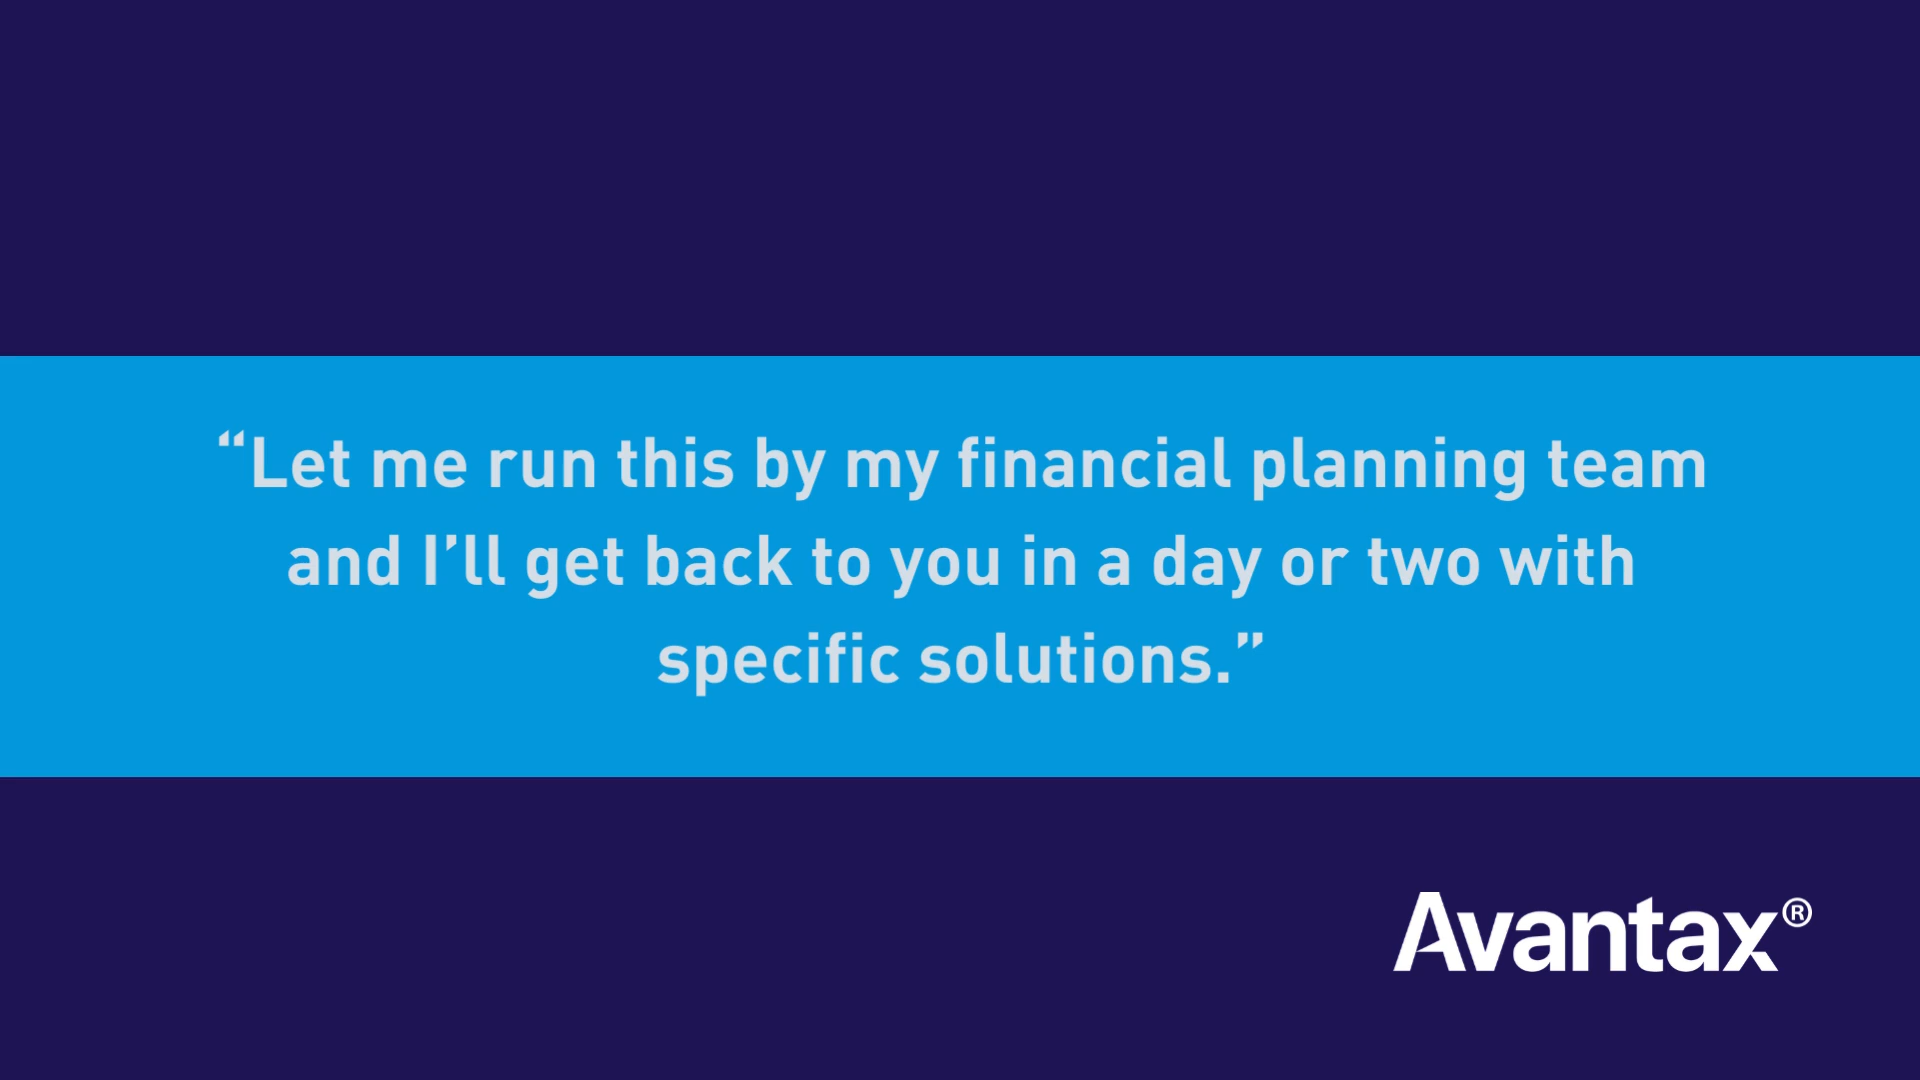 “Let me run this by my financial planning team
and I’ll get back to you in a day or two with
specific solutions.”
Avantax®